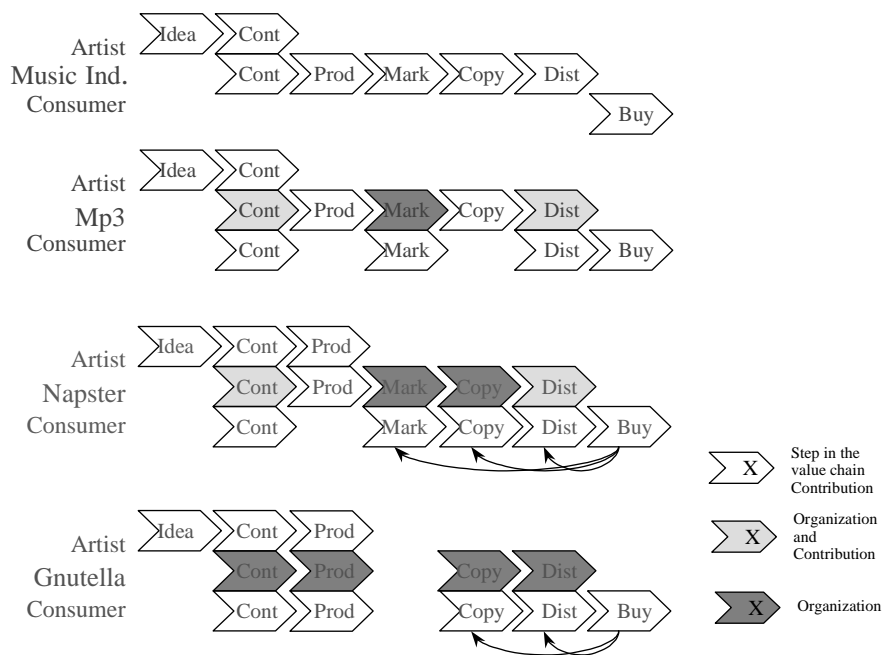 Idea Cont
Artist
Music Ind.
Cont Prod Mark Copy Dist
Consumer
Buy
Idea Cont
Artist
Mp3
Cont Prod Mark Copy Dist
Consumer
Cont Mark Dist Buy
Idea Cont Prod
Artist
Napster
Cont Prod Mark Copy Dist
Consumer
Cont Mark Copy Dist Buy
Idea Cont Prod
Artist
Gnutella
Cont Prod Copy Dist
Consumer
Cont Prod Copy Dist Buy
X
Step in the
value chain
Contribution
X
Organization
and
Contribution
X
Organization